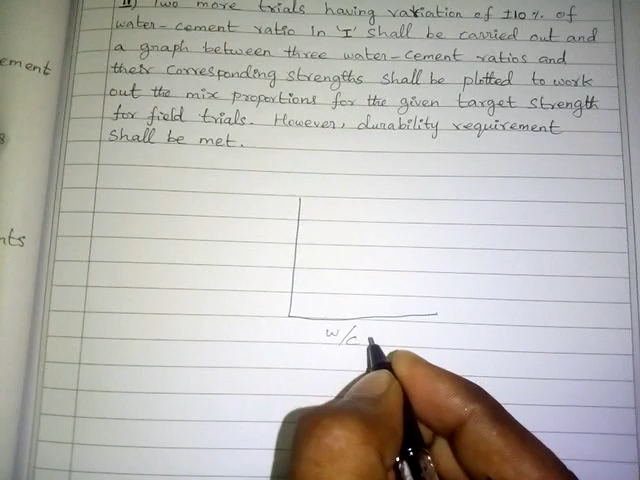 II) Two more trials having variation of ±10% of
water-cement ratio in 'I' shall be carried out and
a graph between three water-cement ratios and
their corresponding strengths shall be plotted to work
out the mix proportions for the given target strength
for field trials. However, durability requirement
shall be met.
ement
nts
W/C